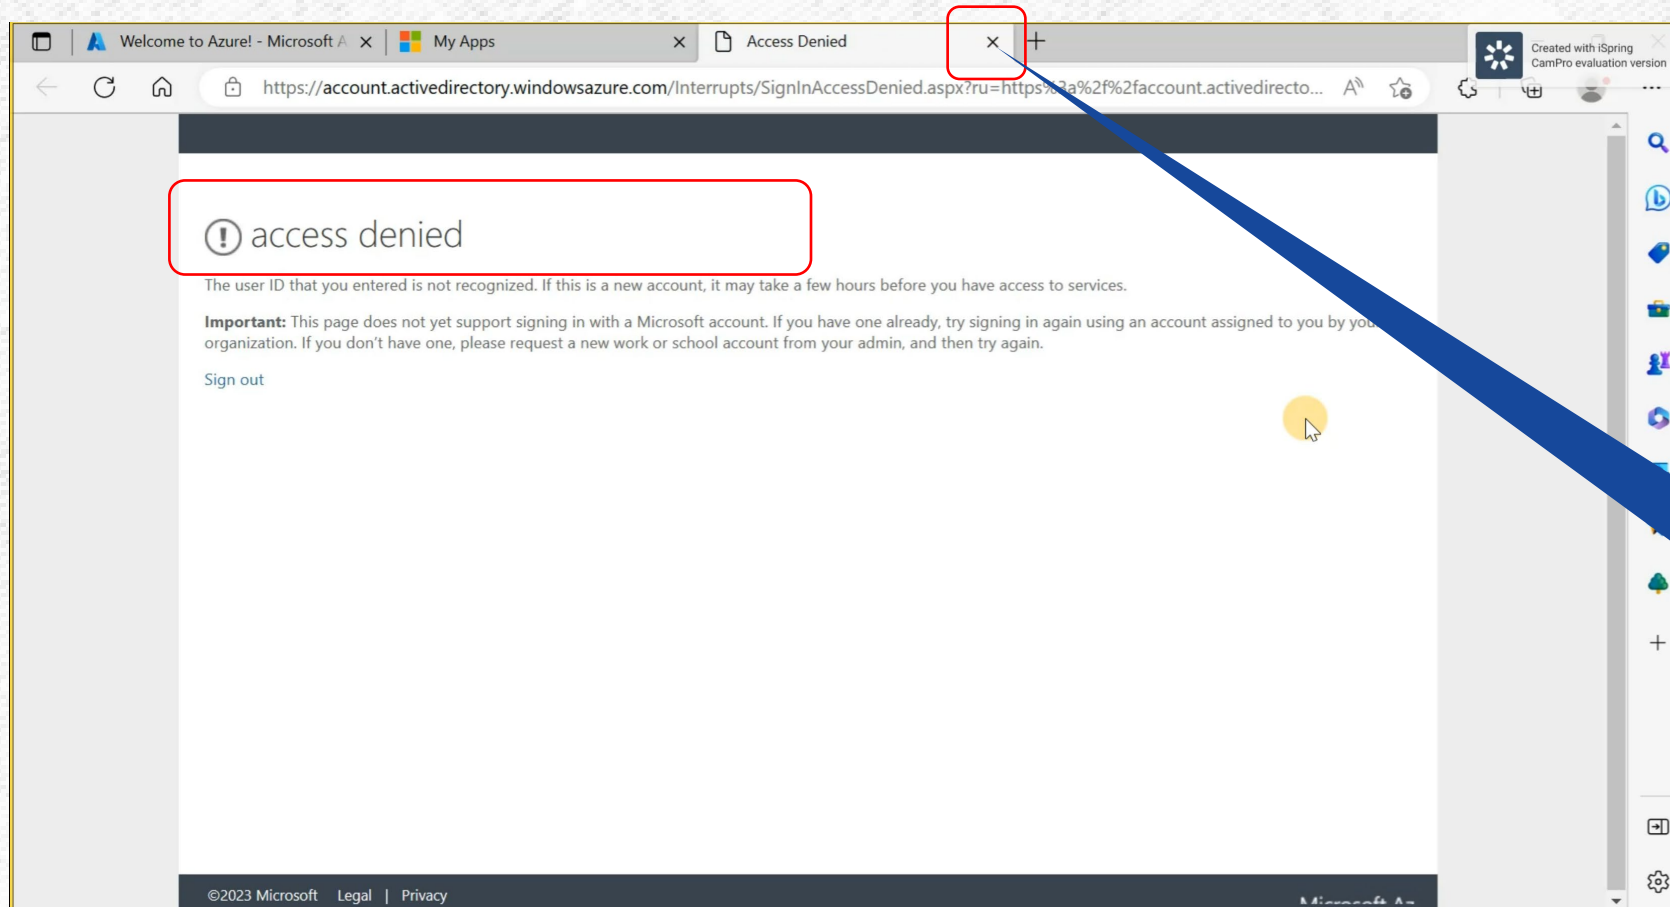 Welcome to Azure! - Microsoft A
My Apps
Access Denied
Created with iSpring
CamPro evaluation version
https://account.activedirectory.windowsazure.com/Interrupts/SignInAccessDenied.aspx?ru=https%3a%2f%2faccount.activedirecto...
access denied
The user ID that you entered is not recognized. If this is a new account, it may take a few hours before you have access to services.
Important: This page does not yet support signing in with a Microsoft account. If you have one already, try signing in again using an account assigned to you by you
organization. If you don't have one, please request a new work or school account from your admin, and then try again.
Sign out
©2023 Microsoft Legal | Privacy
Microsoft Az